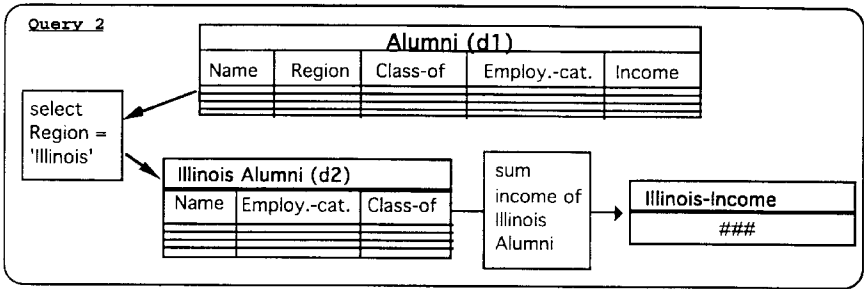 Query 2
Alumni (d1)
Name Region Class-of Employ.-cat. Income
select
Region =
'Illinois'
Illinois Alumni (d2)
Name Employ.-cat. Class-of
sum
income of
Illinois
Alumni
Illinois-Income
###